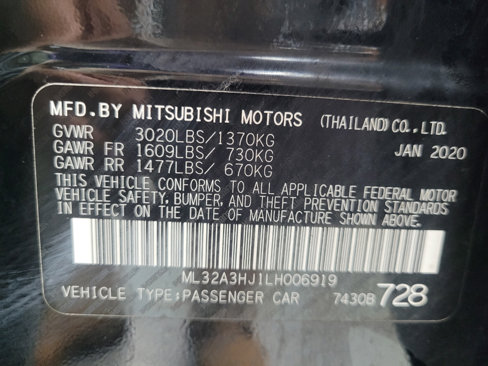 MFD.BY MITSUBISHI MOTORS (THAILAND)CO.,LTD.
GVWR 3020LBS/1370KG JAN 2020
GAWR FR 1609LBS/ 730KG
GAWR RR 1477LBS/ 670KG
THIS VEHICLE CONFORMS TO ALL APPLICABLE FEDERAL MOTOR
VEHICLE SAFETY, BUMPER, AND THEFT PREVENTION STANDARDS
IN EFFECT ON THE DATE OF MANUFACTURE SHOWN ABOVE.
ML32A3HJ1LH006919
VEHICLE TYPE:PASSENGER CAR 7430B 728